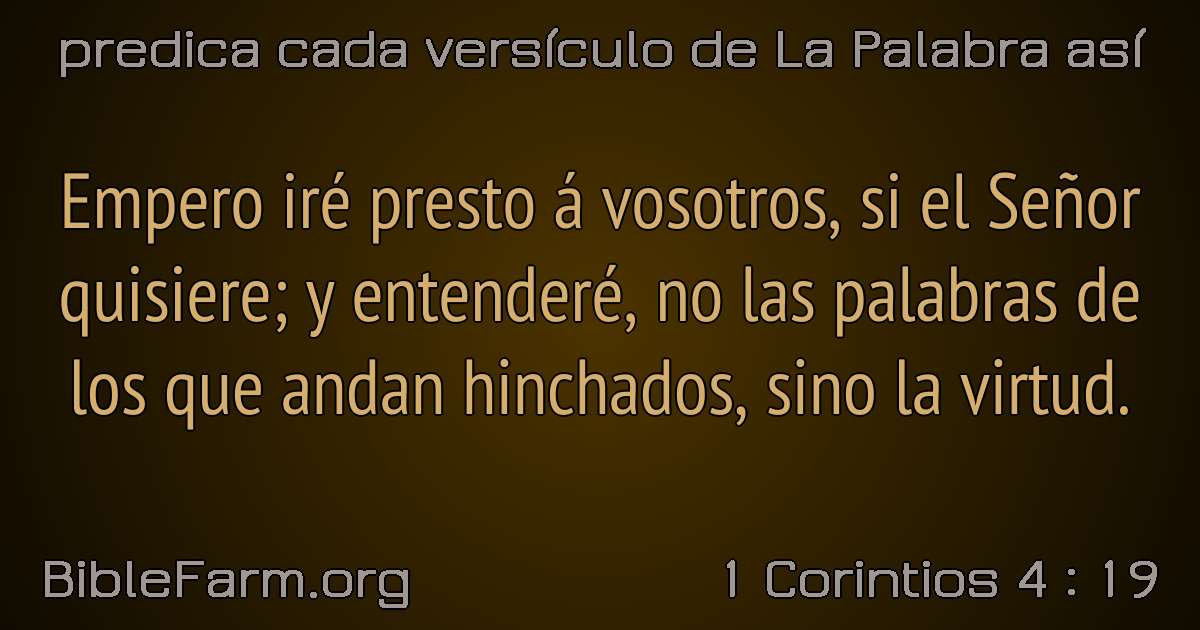 predica cada versículo de La Palabra así
Empero iré presto á vosotros, si el Señor
quisiere; y entenderé, no las palabras de
los que andan hinchados, sino la virtud.
BibleFarm.org
1 Corintios 4 : 19